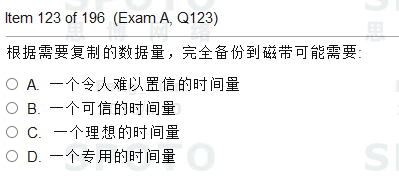 Item 123 of 196 (Exam A, Q123)
根据需要复制的数据量，完全备份到磁带可能需要:
A. 一个令人难以置信的时间量
B. 一个可信的时间量
C. 一个理想的时间量
D. 一个专用的时间量